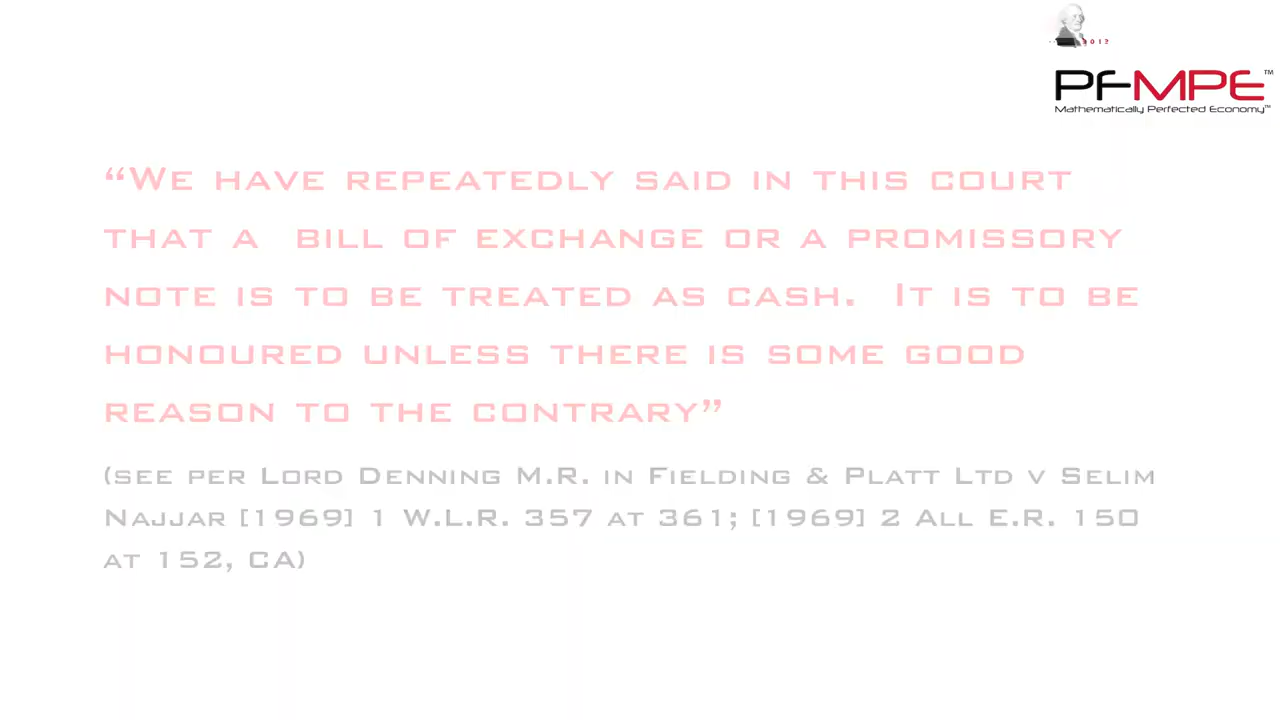 2012
PFMPE™
Mathematically Perfected Economy™
“We have repeatedly said in this court
that a bill of exchange or a promissory
note is to be treated as cash. It is to be
honoured unless there is some good
reason to the contrary”
(see per Lord Denning M.R. in Fielding & Platt Ltd v Selim
Najjar [1969] 1 W.L.R. 357 at 361; [1969] 2 All E.R. 150
at 152, CA)